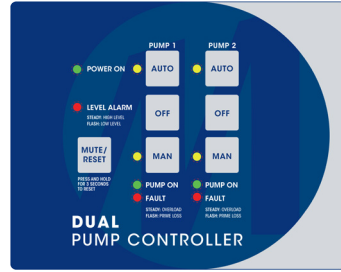 PUMP 1
PUMP 2
POWER ON
AUTO
AUTO
LEVEL ALARM
STEADY: HIGH LEVEL
FLASH: LOW LEVEL
OFF
OFF
MUTE/
RESET
MAN
MAN
PRESS AND HOLD
FOR 3 SECONDS
TO RESET
PUMP ON
PUMP ON
FAULT
FAULT
STEADY: OVERLOAD
FLASH: PRIME LOSS
STEADY: OVERLOAD
FLASH: PRIME LOSS
DUAL
PUMP CONTROLLER